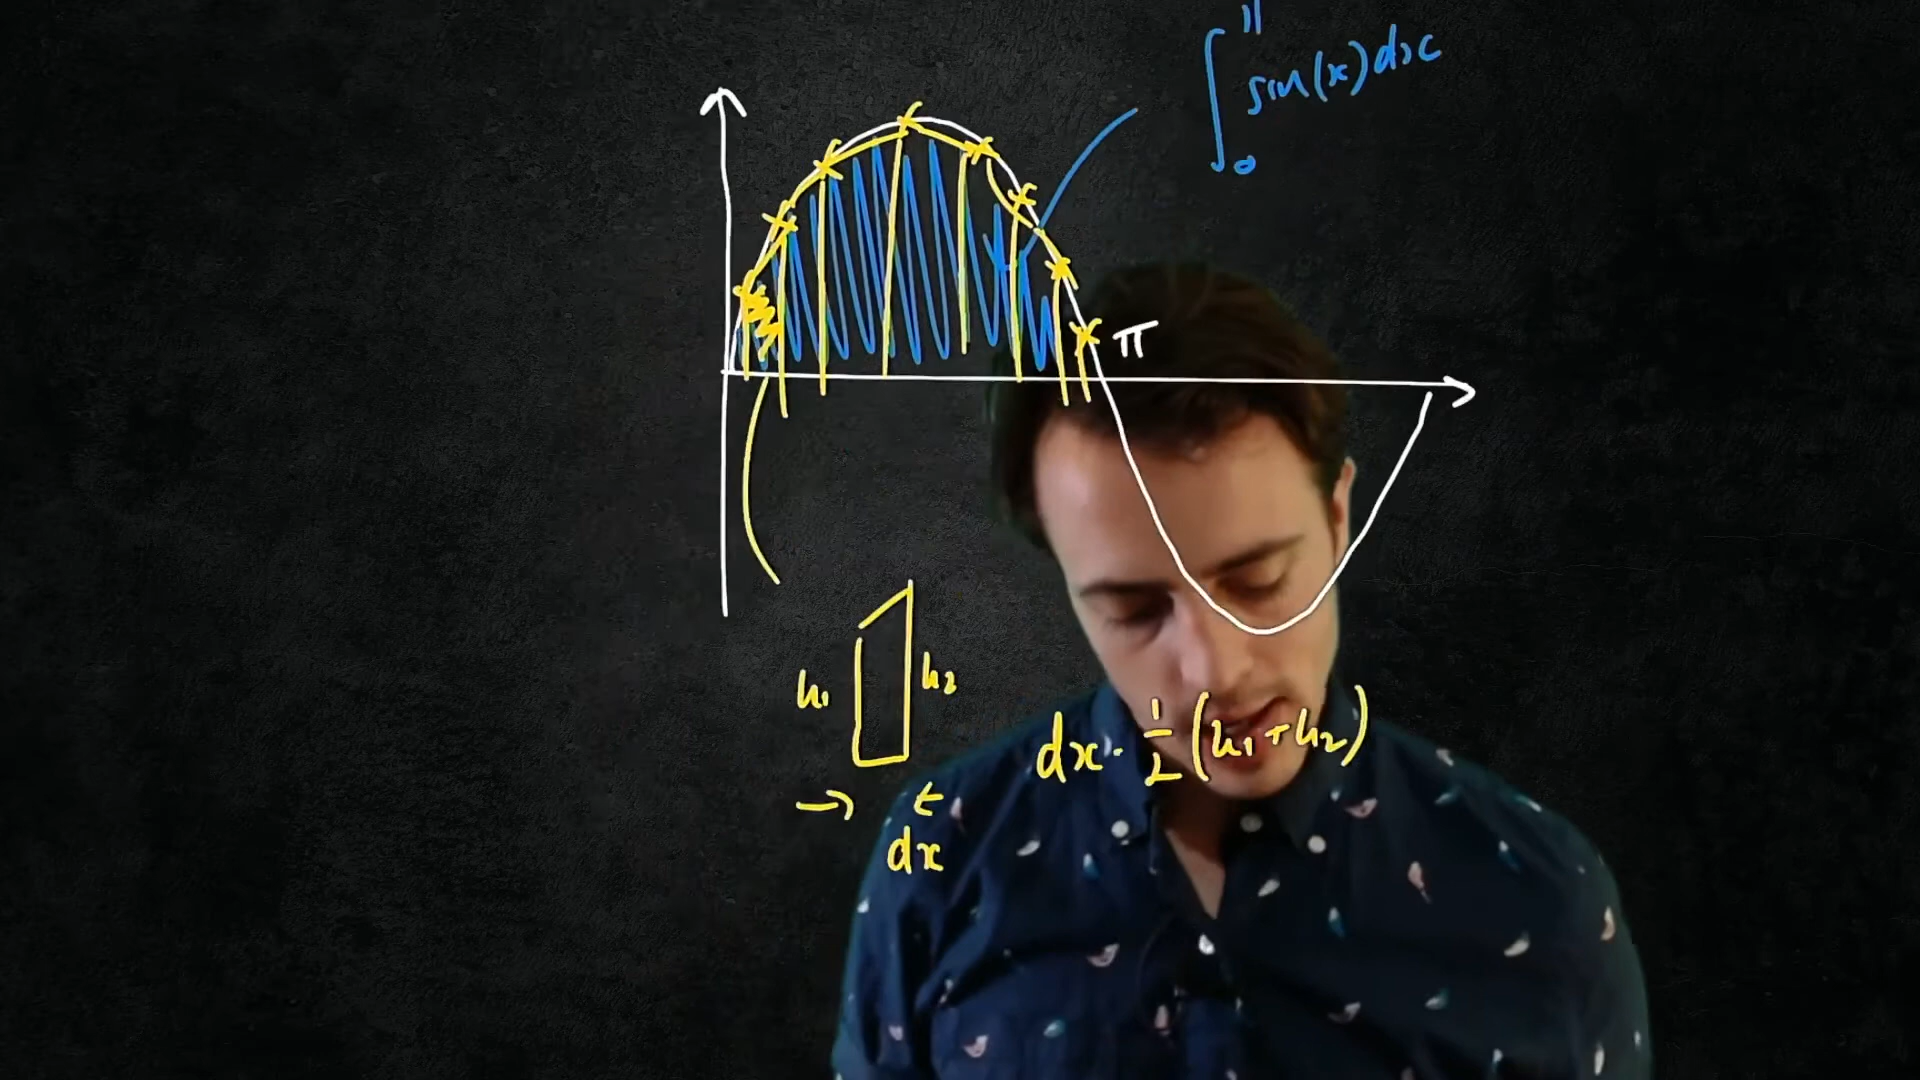 ∫₀^π sin(x)dx
π
h₁ h₂
dx · ½ (h₁ + h₂)
→ ←
dx